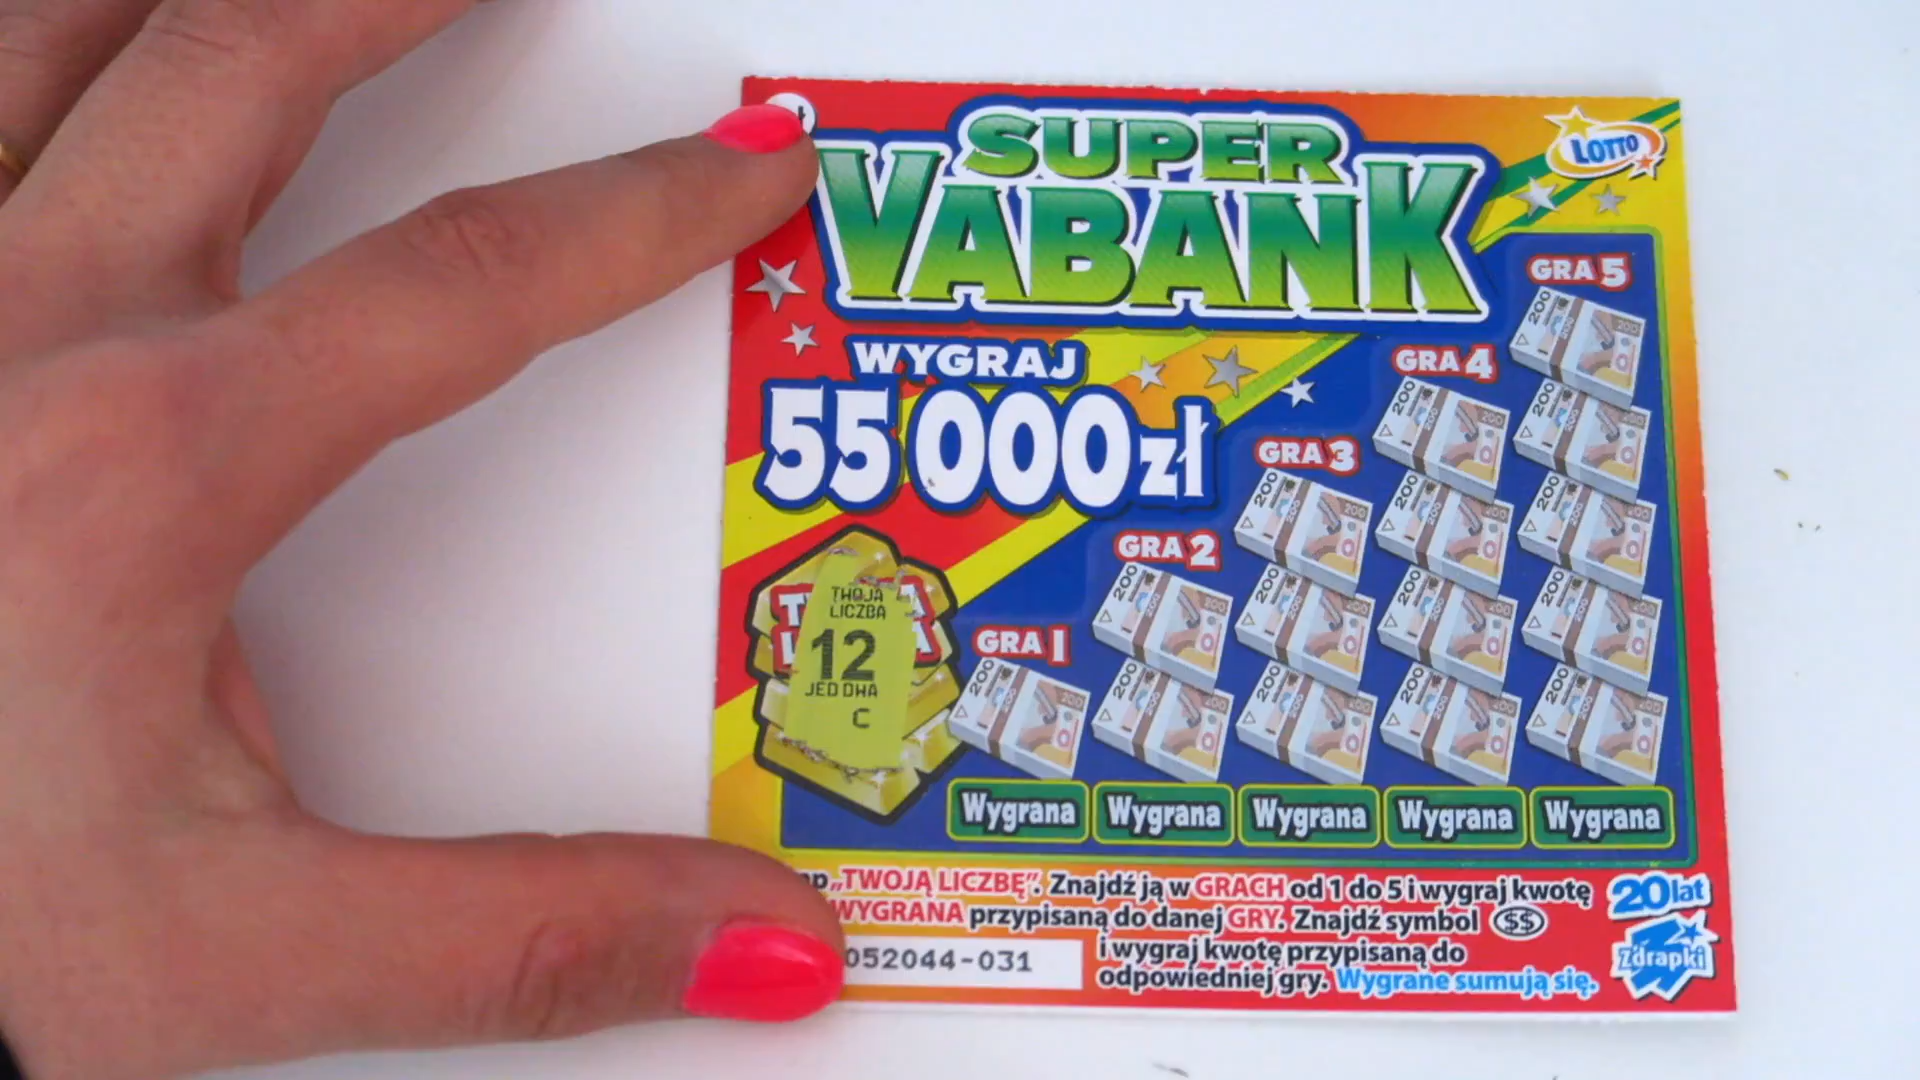 SUPER
VABANK
LOTTO
WYGRAJ
55 000 zł
GRA 5
GRA 4
GRA 3
GRA 2
GRA 1
TWOJA
LICZBA
12
JED DWA
C
Wygrana Wygrana Wygrana Wygrana Wygrana
„TWOJĄ LICZBĘ”. Znajdź ją w GRACH od 1 do 5 i wygraj kwotę
WYGRANA przypisaną do danej GRY. Znajdź symbol $$
i wygraj kwotę przypisaną do
odpowiedniej gry. Wygrane sumują się.
052044-031
20 lat
Zdrapki